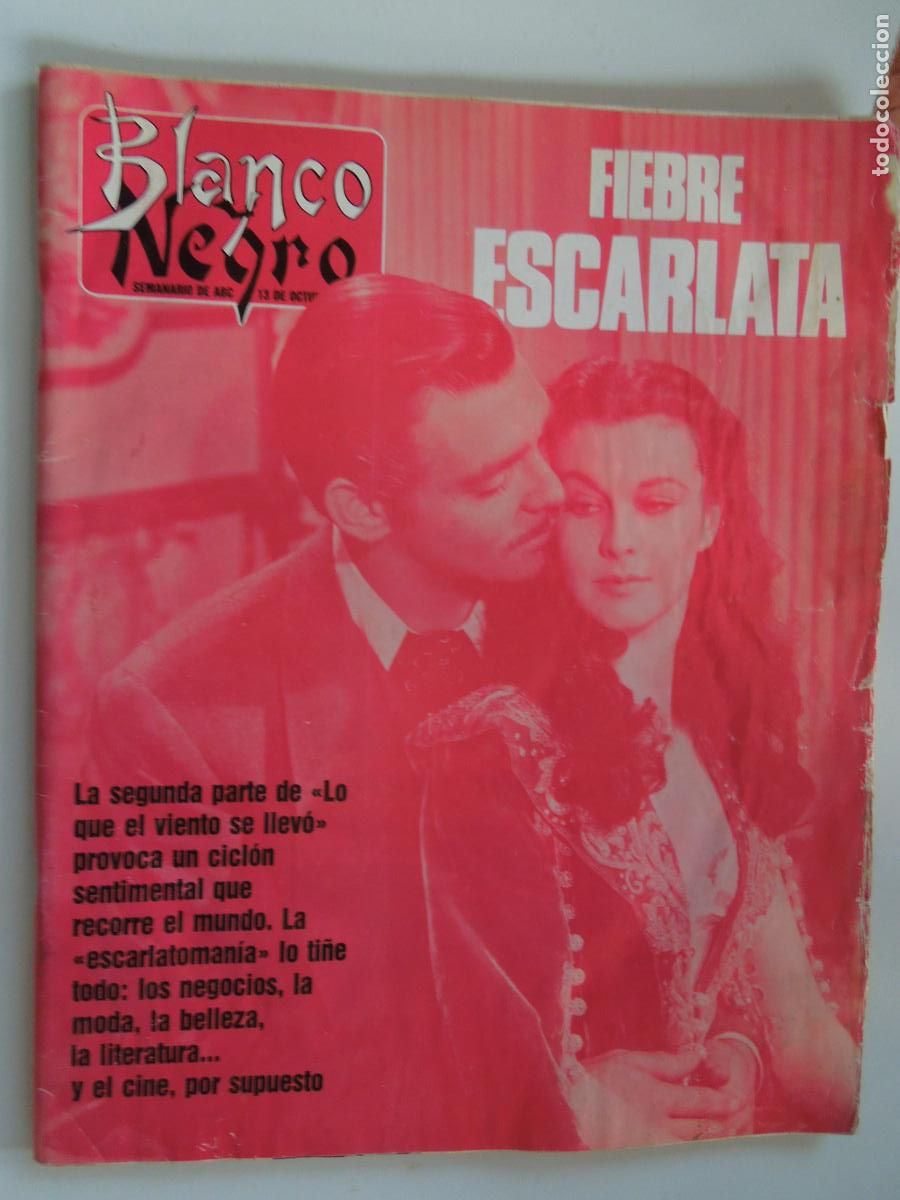 Blanco
Negro
SEMANARIO DE ABC 13 DE
FIEBRE
ESCARLATA
La segunda parte de «Lo
que el viento se llevó»
provoca un ciclón
sentimental que
recorre el mundo. La
«escarlatomanía» lo tiñe
todo: los negocios, la
moda, la belleza,
la literatura...
y el cine, por supuesto
todocoleccion